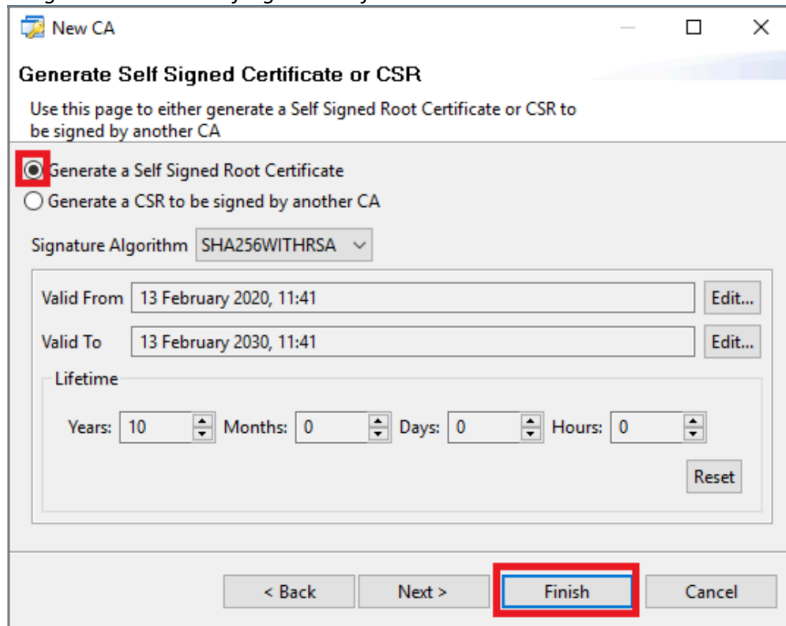 New CA
Generate Self Signed Certificate or CSR
Use this page to either generate a Self Signed Root Certificate or CSR to
be signed by another CA
Generate a Self Signed Root Certificate
Generate a CSR to be signed by another CA
Signature Algorithm SHA256WITHRSA
Valid From 13 February 2020, 11:41 Edit...
Valid To 13 February 2030, 11:41 Edit...
Lifetime
Years: 10 Months: 0 Days: 0 Hours: 0
Reset
< Back Next > Finish Cancel